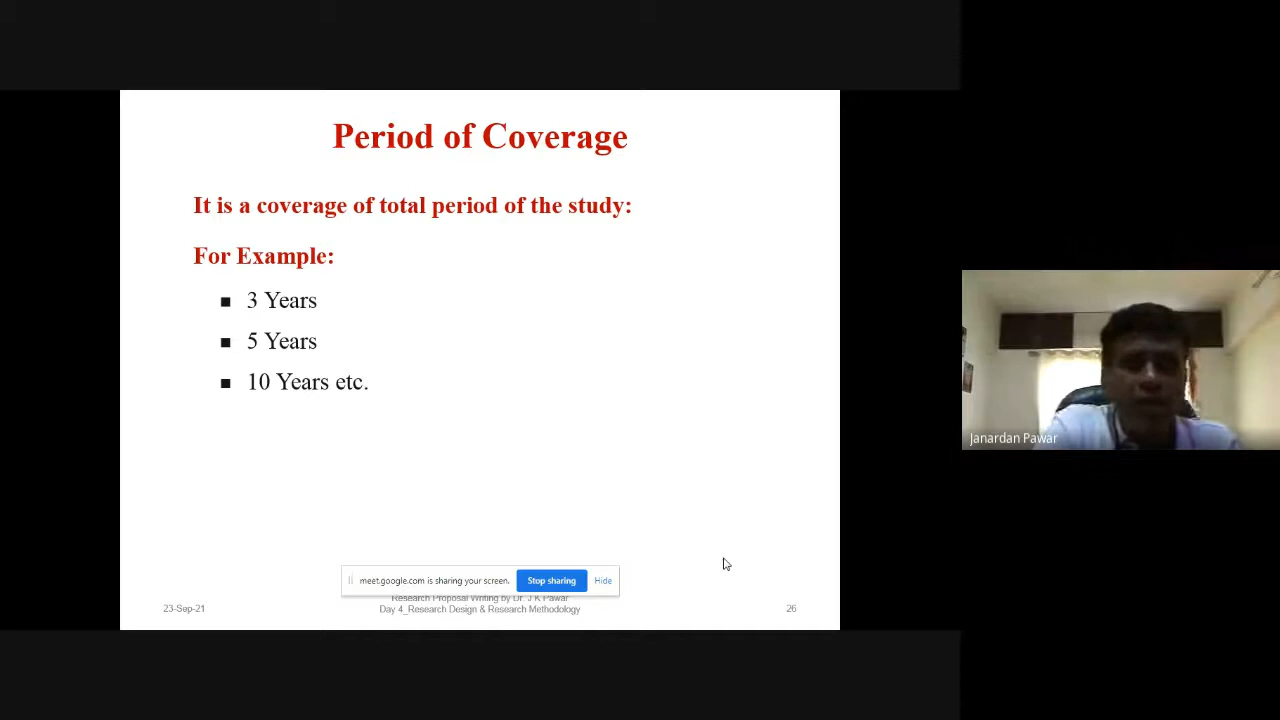 Period of Coverage
It is a coverage of total period of the study:
For Example:
3 Years
5 Years
10 Years etc.
Janardan Pawar
meet.google.com is sharing your screen.
Stop sharing
Hide
Research Proposal Writing by Dr. J K Pawar
23-Sep-21
Day 4_Research Design & Research Methodology
26